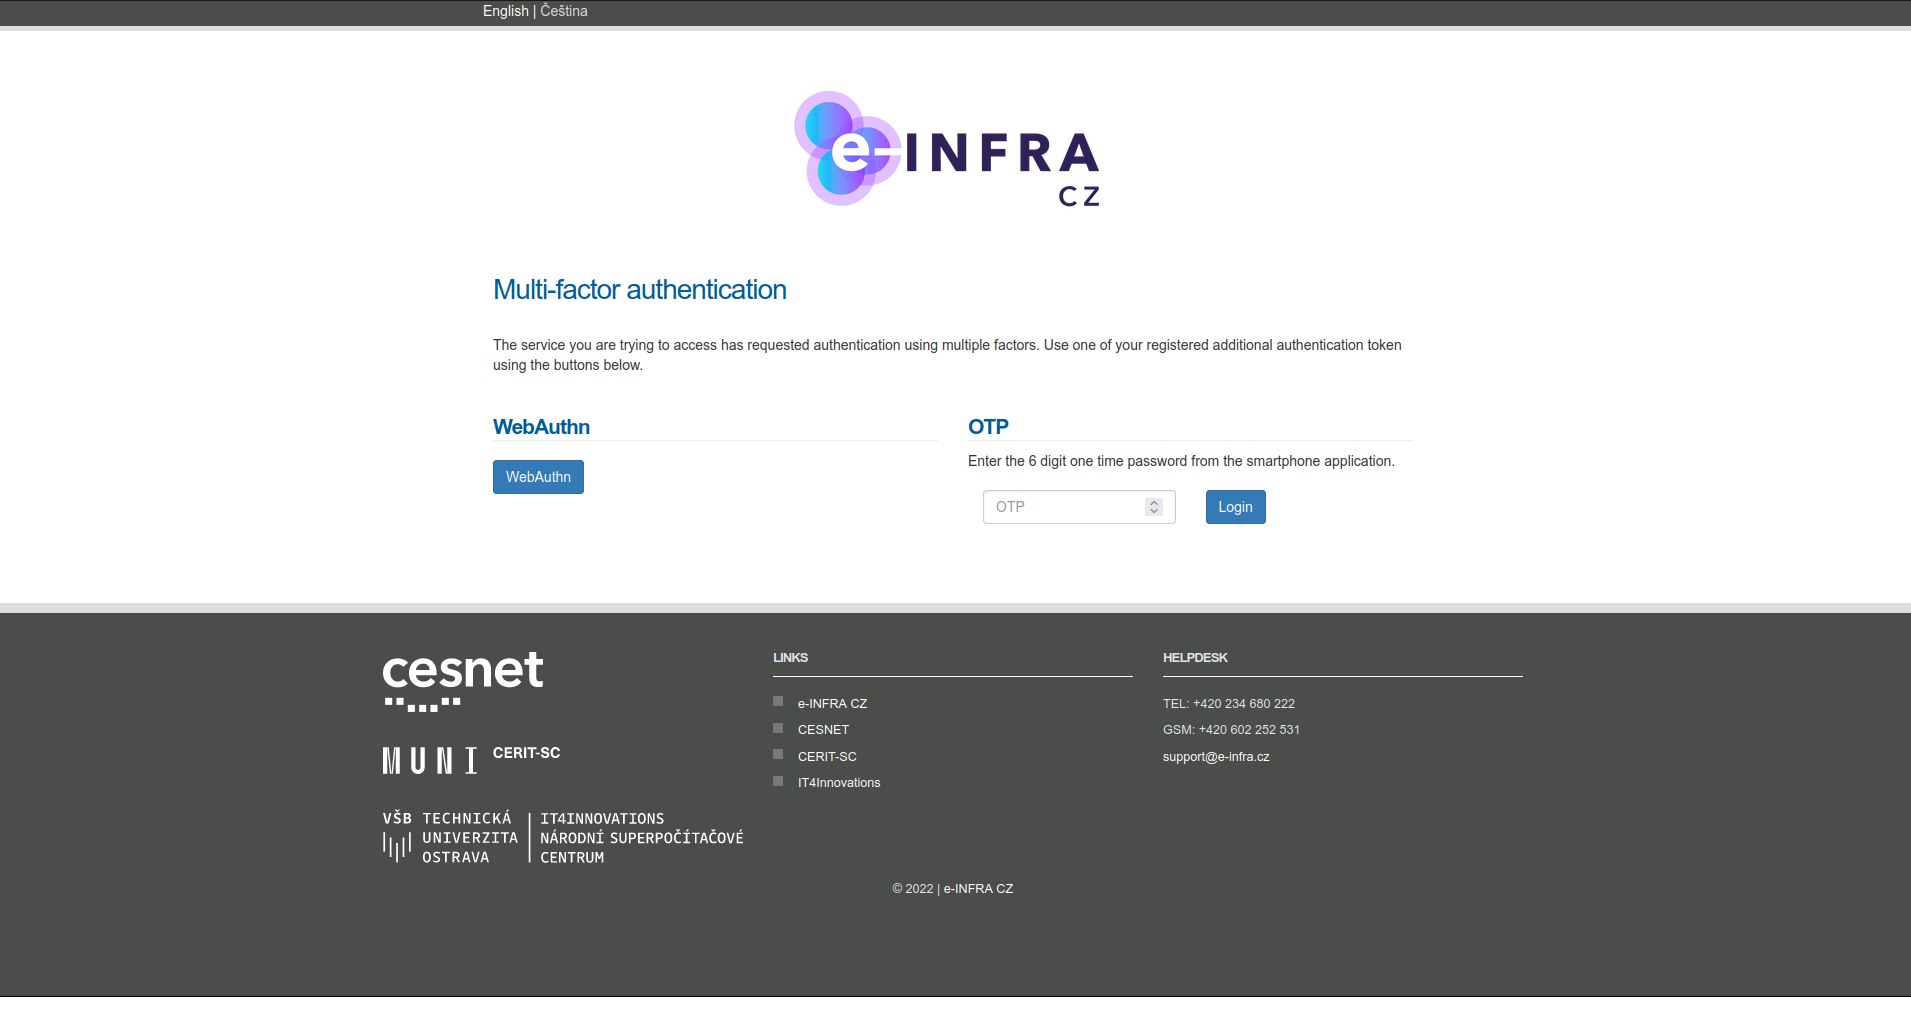 English | Čeština
e-INFRA
CZ
Multi-factor authentication
The service you are trying to access has requested authentication using multiple factors. Use one of your registered additional authentication token
using the buttons below.
WebAuthn
WebAuthn
OTP
Enter the 6 digit one time password from the smartphone application.
OTP
Login
cesnet
MUNI CERIT-SC
VŠB TECHNICKÁ
UNIVERZITA
OSTRAVA
IT4INNOVATIONS
NÁRODNÍ SUPERPOČÍTAČOVÉ
CENTRUM
LINKS
e-INFRA CZ
CESNET
CERIT-SC
IT4Innovations
HELPDESK
TEL: +420 234 680 222
GSM: +420 602 252 531
support@e-infra.cz
© 2022 | e-INFRA CZ